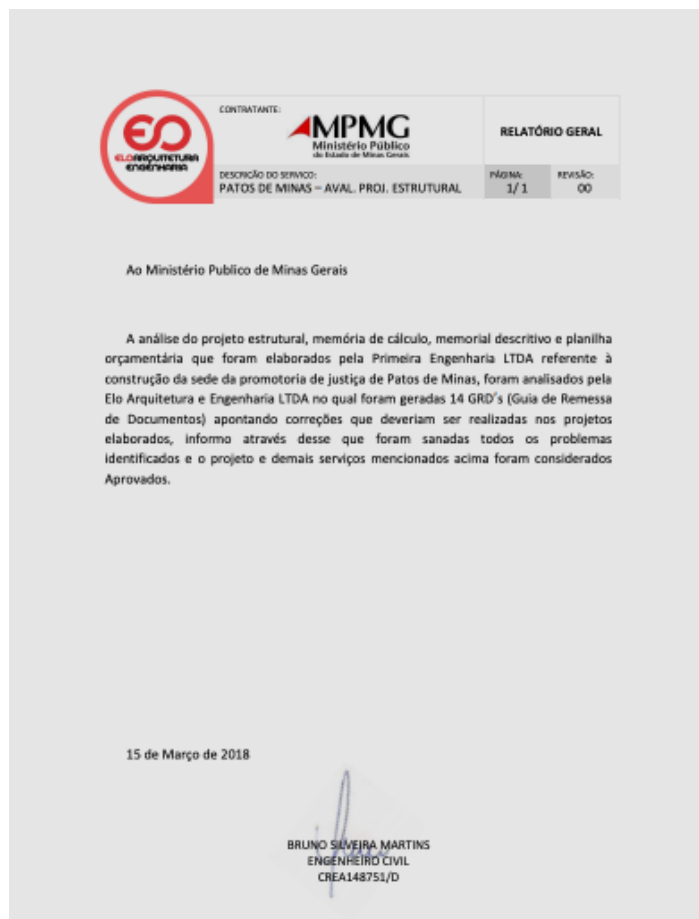 CONTRATANTE:
MPMG
Ministério Público
do Estado de Minas Gerais
RELATÓRIO GERAL
ESO
ELOARQUITETURA
ENGENHARIA
DESCRIÇÃO DO SERVICO:
PATOS DE MINAS – AVAL. PROJ. ESTRUTURAL
PÁGINA:
1/ 1
REVISÃO:
00
Ao Ministério Publico de Minas Gerais
A análise do projeto estrutural, memória de cálculo, memorial descritivo e planilha
orçamentária que foram elaborados pela Primeira Engenharia LTDA referente à
construção da sede da promotoria de justiça de Patos de Minas, foram analisados pela
Elo Arquitetura e Engenharia LTDA no qual foram geradas 14 GRD's (Guia de Remessa
de Documentos) apontando correções que deveriam ser realizadas nos projetos
elaborados, informo através desse que foram sanadas todos os problemas
identificados e o projeto e demais serviços mencionados acima foram considerados
Aprovados.
15 de Março de 2018
BRUNO SILVEIRA MARTINS
ENGENHEIRO CIVIL
CREA148751/D